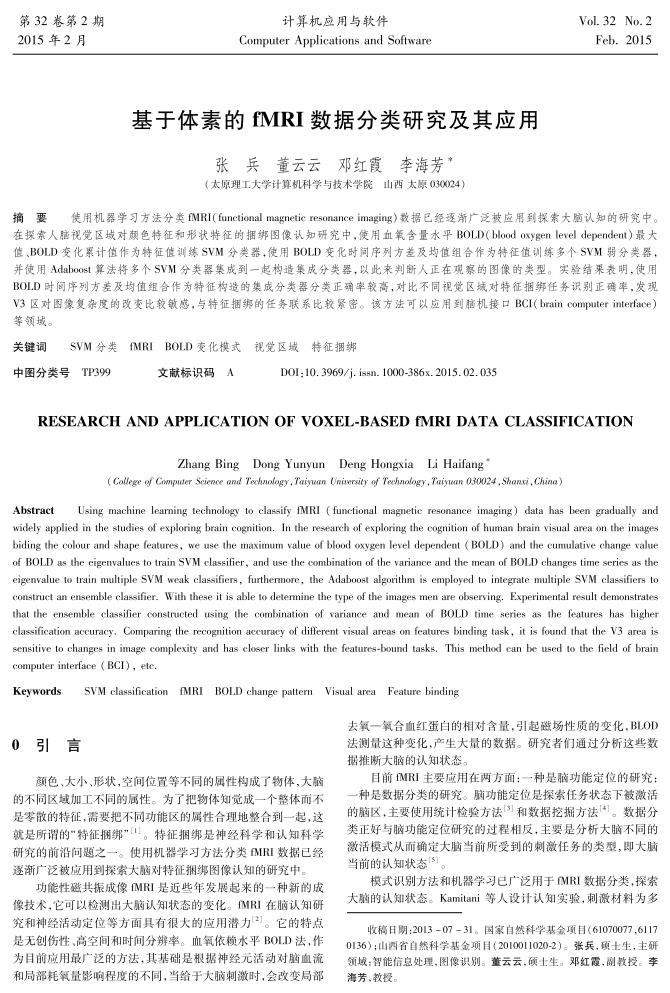 第 32 卷第 2 期
2015 年 2 月
计算机应用与软件
Computer Applications and Software
Vol. 32 No. 2
Feb. 2015
基于体素的 fMRI 数据分类研究及其应用
张 兵 董云云 邓红霞 李海芳*
(太原理工大学计算机科学与技术学院 山西 太原 030024)
摘 要 使用机器学习方法分类 fMRI(functional magnetic resonance imaging)数据已经逐渐广泛被应用到探索大脑认知的研究中。
在探索人脑视觉区域对颜色特征和形状特征的捆绑图像认知研究中,使用血氧含量水平 BOLD(blood oxygen level dependent)最大
值、BOLD 变化累计值作为特征值训练 SVM 分类器,使用 BOLD 变化时间序列方差及均值组合作为特征值训练多个 SVM 弱分类器,
并使用 Adaboost 算法将多个 SVM 分类器集成到一起构造集成分类器,以此来判断人正在观察的图像的类型。实验结果表明,使用
BOLD 时间序列方差及均值组合作为特征构造的集成分类器分类正确率较高,对比不同视觉区域对特征捆绑任务识别正确率,发现
V3 区对图像复杂度的改变比较敏感,与特征捆绑的任务联系比较紧密。该方法可以应用到脑机接口 BCI(brain computer interface)
等领域。
关键词 SVM 分类 fMRI BOLD 变化模式 视觉区域 特征捆绑
中图分类号 TP399 文献标识码 A DOI:10.3969/j.issn.1000-386x.2015.02.035
RESEARCH AND APPLICATION OF VOXEL-BASED fMRI DATA CLASSIFICATION
Zhang Bing Dong Yunyun Deng Hongxia Li Haifang*
(College of Computer Science and Technology,Taiyuan University of Technology,Taiyuan 030024,Shanxi,China)
Abstract Using machine learning technology to classify fMRI (functional magnetic resonance imaging) data has been gradually and
widely applied in the studies of exploring brain cognition. In the research of exploring the cognition of human brain visual area on the images
biding the colour and shape features, we use the maximum value of blood oxygen level dependent (BOLD) and the cumulative change value
of BOLD as the eigenvalues to train SVM classifier, and use the combination of the variance and the mean of BOLD changes time series as the
eigenvalue to train multiple SVM weak classifiers, furthermore, the Adaboost algorithm is employed to integrate multiple SVM classifiers to
construct an ensemble classifier. With these it is able to determine the type of the images men are observing. Experimental result demonstrates
that the ensemble classifier constructed using the combination of variance and mean of BOLD time series as the features has higher
classification accuracy. Comparing the recognition accuracy of different visual areas on features binding task, it is found that the V3 area is
sensitive to changes in image complexity and has closer links with the features-bound tasks. This method can be used to the field of brain
computer interface (BCI), etc.
Keywords SVM classification fMRI BOLD change pattern Visual area Feature binding
0 引 言
颜色、大小、形状,空间位置等不同的属性构成了物体,大脑
的不同区域加工不同的属性。为了把物体知觉成一个整体而不
是零散的特征,需要把不同功能区的属性合理地整合到一起,这
就是所谓的“特征捆绑”[1]。特征捆绑是神经科学和认知科学
研究的前沿问题之一。使用机器学习方法分类 fMRI 数据已经
逐渐广泛被应用到探索大脑对特征捆绑图像认知的研究中。
功能性磁共振成像 fMRI 是近些年发展起来的一种新的成
像技术,它可以检测出大脑认知状态的变化。fMRI 在脑认知研
究和神经活动定位等方面具有很大的应用潜力[2]。它的特点
是无创伤性、高空间和时间分辨率。血氧依赖水平 BOLD 法,作
为目前应用最广泛的方法,其基础是根据神经元活动对脑血流
和局部耗氧量影响程度的不同,当给于大脑刺激时,会改变局部
去氧—氧合血红蛋白的相对含量,引起磁场性质的变化,BLOD
法测量这种变化,产生大量的数据。研究者们通过分析这些数
据推断大脑的认知状态。
目前 fMRI 主要应用在两方面:一种是脑功能定位的研究;
一种是数据分类的研究。脑功能定位是探索任务状态下被激活
的脑区,主要使用统计检验方法[3]和数据挖掘方法[4]。数据分
类正好与脑功能定位研究的过程相反,主要是分析大脑不同的
激活模式从而确定大脑当前所受到的刺激任务的类型,即大脑
当前的认知状态[5]。
模式识别方法和机器学习已广泛用于 fMRI 数据分类,探索
大脑的认知状态。Kamitani 等人设计认知实验,刺激材料为多
收稿日期:2013-07-31。国家自然科学基金项目(61070077,6117
0136);山西省自然科学基金项目(2010011020-2)。张兵,硕士生,主研
领域:智能信息处理,图像识别。董云云,硕士生。邓红霞,副教授。李
海芳,教授。